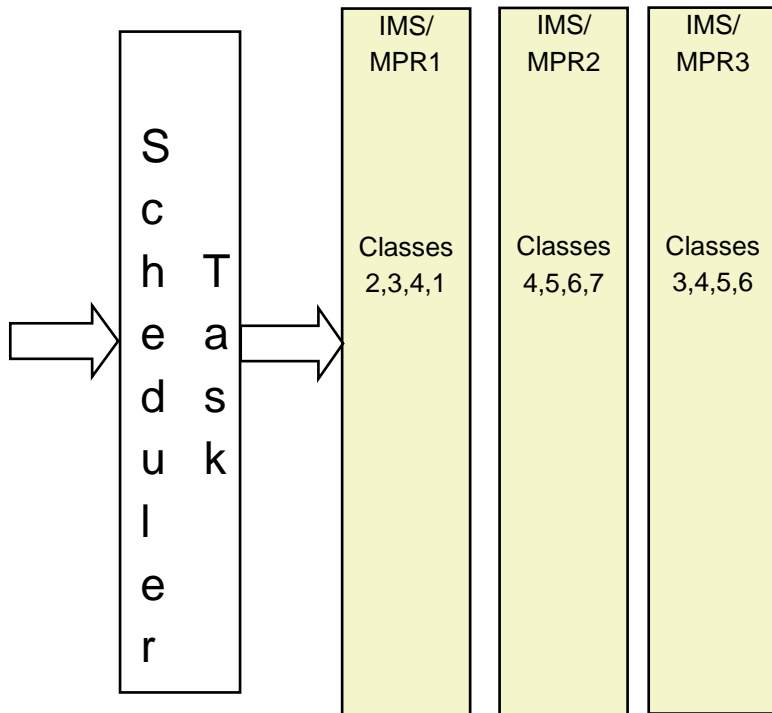 Scheduler
Task
IMS/
MPR1
Classes
2,3,4,1
IMS/
MPR2
Classes
4,5,6,7
IMS/
MPR3
Classes
3,4,5,6